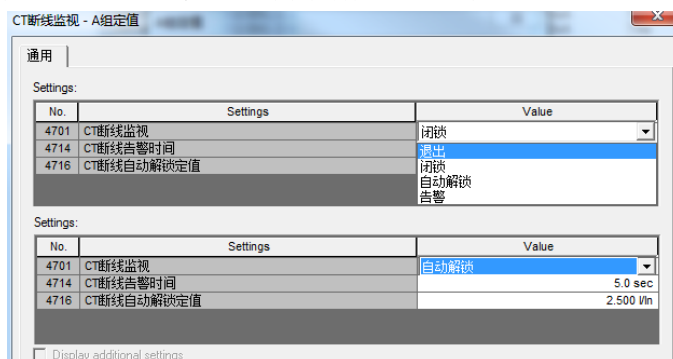 CT断线监视 - A组定值
通用
Settings:
No. Settings Value
4701 CT断线监视 闭锁
4714 CT断线告警时间 退出
4716 CT断线自动解锁定值 闭锁
自动解锁
告警
Settings:
No. Settings Value
4701 CT断线监视 自动解锁
4714 CT断线告警时间 5.0 sec
4716 CT断线自动解锁定值 2.500 I/In
Display additional settings